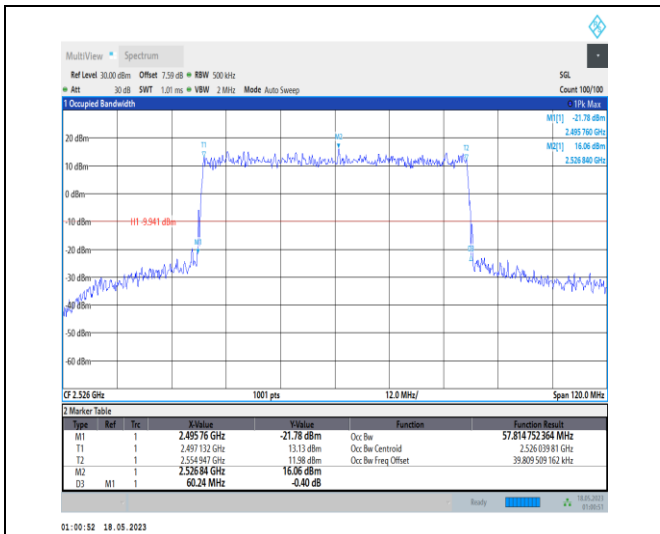 MultiView Spectrum
Ref Level 30.00 dBm Offset 7.59 dB RBW 500 kHz SGL
Att 30 dB SWT 1.01 ms VBW 2 MHz Mode Auto Sweep Count 100/100
1 Occupied Bandwidth 1Pk Max
M1[1] -21.78 dBm
2.495 760 GHz
M2[1] 16.06 dBm
2.526 840 GHz
20 dBm
T1
M2
T2
10 dBm
0 dBm
-10 dBm
H1 -9.941 dBm
-20 dBm
-30 dBm
-40 dBm
-50 dBm
-60 dBm
CF 2.526 GHz 1001 pts 12.0 MHz/ Span 120.0 MHz
2 Marker Table
Type Ref Trc X-Value Y-Value Function Function Result
M1 1 2.495 76 GHz -21.78 dBm Occ Bw 57.814 752 364 MHz
T1 1 2.497 132 GHz 13.13 dBm Occ Bw Centroid 2.526 039 81 GHz
T2 1 2.554 947 GHz 11.98 dBm Occ Bw Freq Offset 39.809 509 162 kHz
M2 1 2.526 84 GHz 16.06 dBm
D3 M1 1 60.24 MHz -0.40 dB
Ready 18.05.2023
01:00:51
01:00:52 18.05.2023